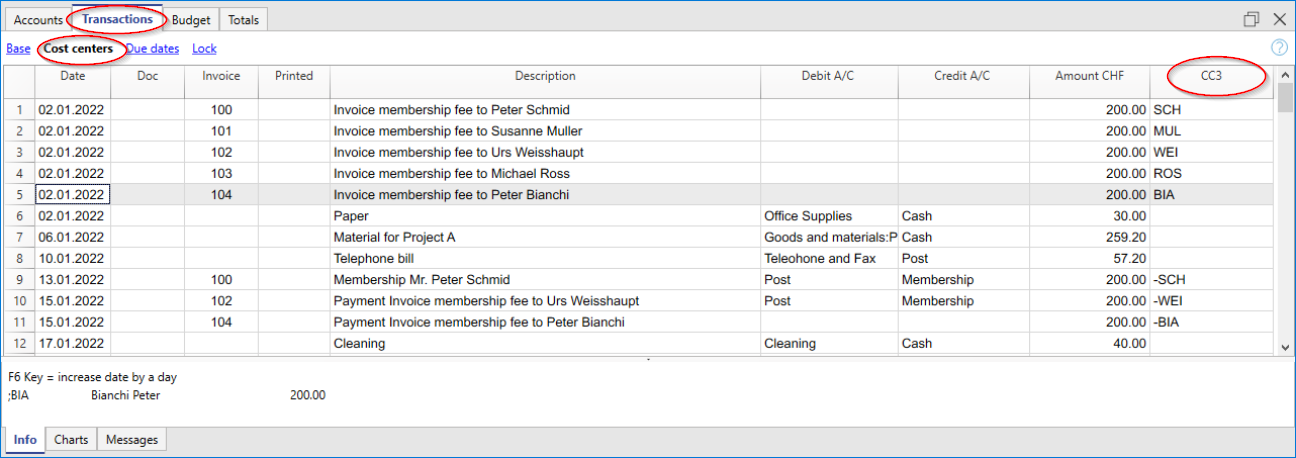 Accounts Transactions Budget Totals
Base Cost centers Due dates Lock
Date Doc Invoice Printed Description Debit A/C Credit A/C Amount CHF CC3
1 02.01.2022 100 Invoice membership fee to Peter Schmid 200.00 SCH
2 02.01.2022 101 Invoice membership fee to Susanne Muller 200.00 MUL
3 02.01.2022 102 Invoice membership fee to Urs Weisshaupt 200.00 WEI
4 02.01.2022 103 Invoice membership fee to Michael Ross 200.00 ROS
5 02.01.2022 104 Invoice membership fee to Peter Bianchi 200.00 BIA
6 02.01.2022 Paper Office Supplies Cash 30.00
7 06.01.2022 Material for Project A Goods and materials:P Cash 259.20
8 10.01.2022 Telephone bill Teleohone and Fax Post 57.20
9 13.01.2022 100 Membership Mr. Peter Schmid Post Membership 200.00 -SCH
10 15.01.2022 102 Payment Invoice membership fee to Urs Weisshaupt Post Membership 200.00 -WEI
11 15.01.2022 104 Payment Invoice membership fee to Peter Bianchi 200.00 -BIA
12 17.01.2022 Cleaning Cleaning Cash 40.00
F6 Key = increase date by a day
;BIA Bianchi Peter 200.00
Info Charts Messages